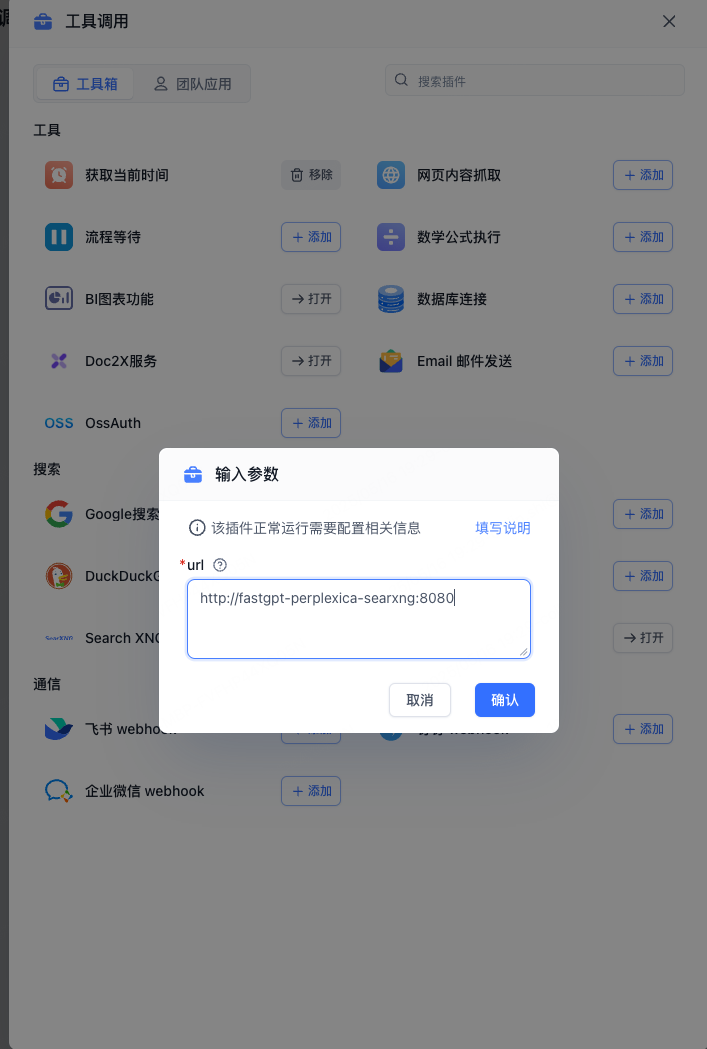 工具调用
工具箱 团队应用 搜索插件
工具
获取当前时间 移除 网页内容抓取 添加
流程等待 添加 数学公式执行 添加
BI图表功能 打开 数据库连接 添加
Doc2X服务 打开 Email 邮件发送 添加
OSS OssAuth 添加
输入参数
搜索
Google搜索 添加
该插件正常运行需要配置相关信息 填写说明
*url
DuckDuckG 添加
http://fastgpt-perplexica-searxng:8080
SearXNG Search XNG 打开
通信
取消 确认
飞书 webhook 添加 webhook 添加
企业微信 webhook 添加